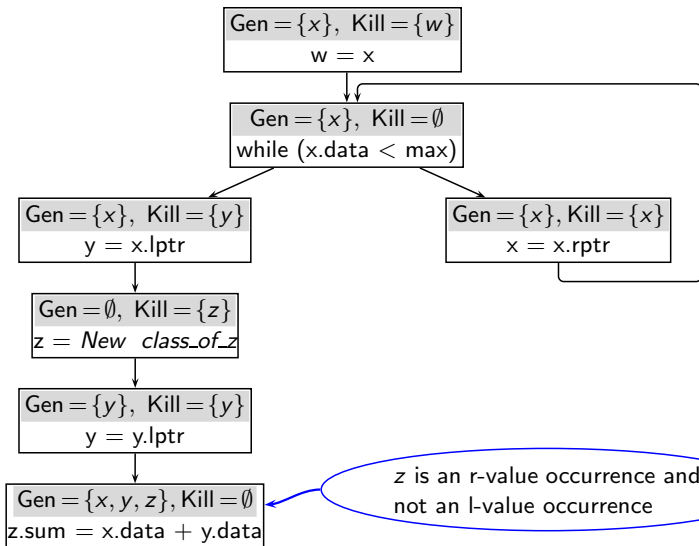 Gen = {x}, Kill = {w}
w = x
Gen = {x}, Kill = ∅
while (x.data < max)
Gen = {x}, Kill = {y}
y = x.lptr
Gen = {x}, Kill = {x}
x = x.rptr
Gen = ∅, Kill = {z}
z = New class_of_z
Gen = {y}, Kill = {y}
y = y.lptr
Gen = {x, y, z}, Kill = ∅
z.sum = x.data + y.data
z is an r-value occurrence and
not an l-value occurrence